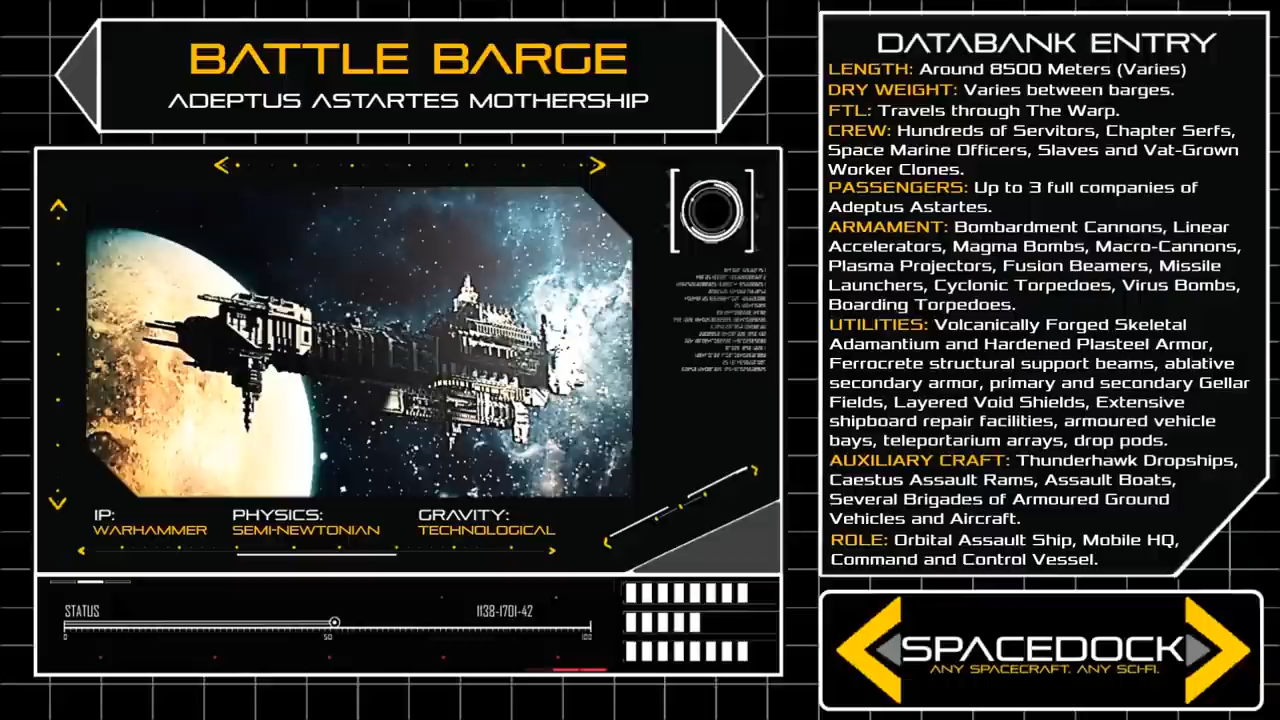 BATTLE BARGE
ADEPTUS ASTARTES MOTHERSHIP
IP:
WARHAMMER
PHYSICS:
SEMI-NEWTONIAN
GRAVITY:
TECHNOLOGICAL
STATUS
1138-1701-42
0
50
100
DATABANK ENTRY
LENGTH: Around 8500 Meters (Varies)
DRY WEIGHT: Varies between barges.
FTL: Travels through The Warp.
CREW: Hundreds of Servitors, Chapter Serfs,
Space Marine Officers, Slaves and Vat-Grown
Worker Clones.
PASSENGERS: Up to 3 full companies of
Adeptus Astartes.
ARMAMENT: Bombardment Cannons, Linear
Accelerators, Magma Bombs, Macro-Cannons,
Plasma Projectors, Fusion Beamers, Missile
Launchers, Cyclonic Torpedoes, Virus Bombs,
Boarding Torpedoes.
UTILITIES: Volcanically Forged Skeletal
Adamantium and Hardened Plasteel Armor,
Ferrocrete structural support beams, ablative
secondary armor, primary and secondary Gellar
Fields, Layered Void Shields, Extensive
shipboard repair facilities, armoured vehicle
bays, teleportarium arrays, drop pods.
AUXILIARY CRAFT: Thunderhawk Dropships,
Caestus Assault Rams, Assault Boats,
Several Brigades of Armoured Ground
Vehicles and Aircraft.
ROLE: Orbital Assault Ship, Mobile HQ,
Command and Control Vessel.
SPACEDOCK
ANY SPACECRAFT. ANY SCI-FI.